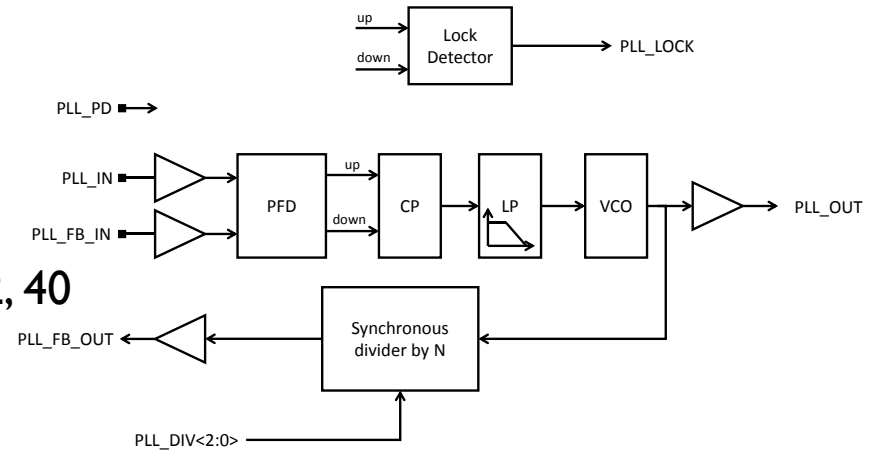 up
Lock
Detector
down
PLL_LOCK
PLL_PD
PLL_IN
PLL_FB_IN
PFD
up
down
CP
LP
VCO
PLL_OUT
, 40
PLL_FB_OUT
Synchronous
divider by N
PLL_DIV<2:0>